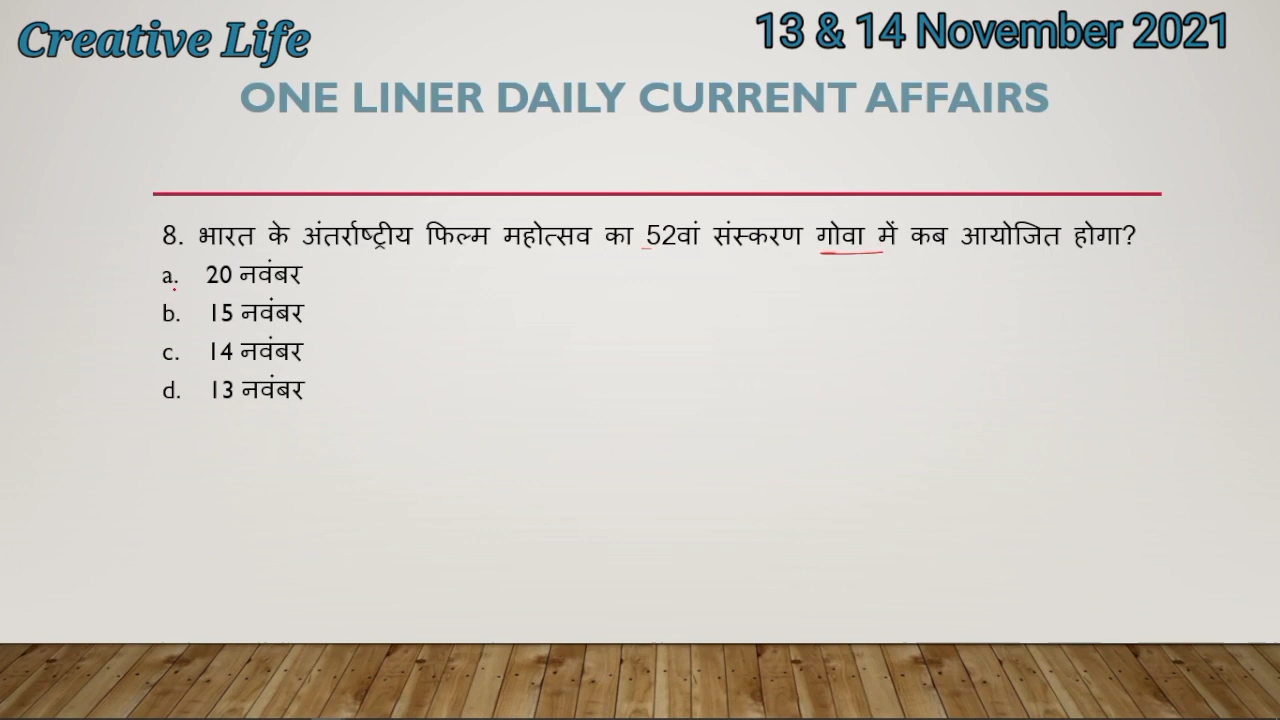 Creative Life
13 & 14 November 2021
ONE LINER DAILY CURRENT AFFAIRS
8. भारत के अंतर्राष्ट्रीय फिल्म महोत्सव का 52वां संस्करण गोवा में कब आयोजित होगा?
a. 20 नवंबर
b. 15 नवंबर
c. 14 नवंबर
d. 13 नवंबर